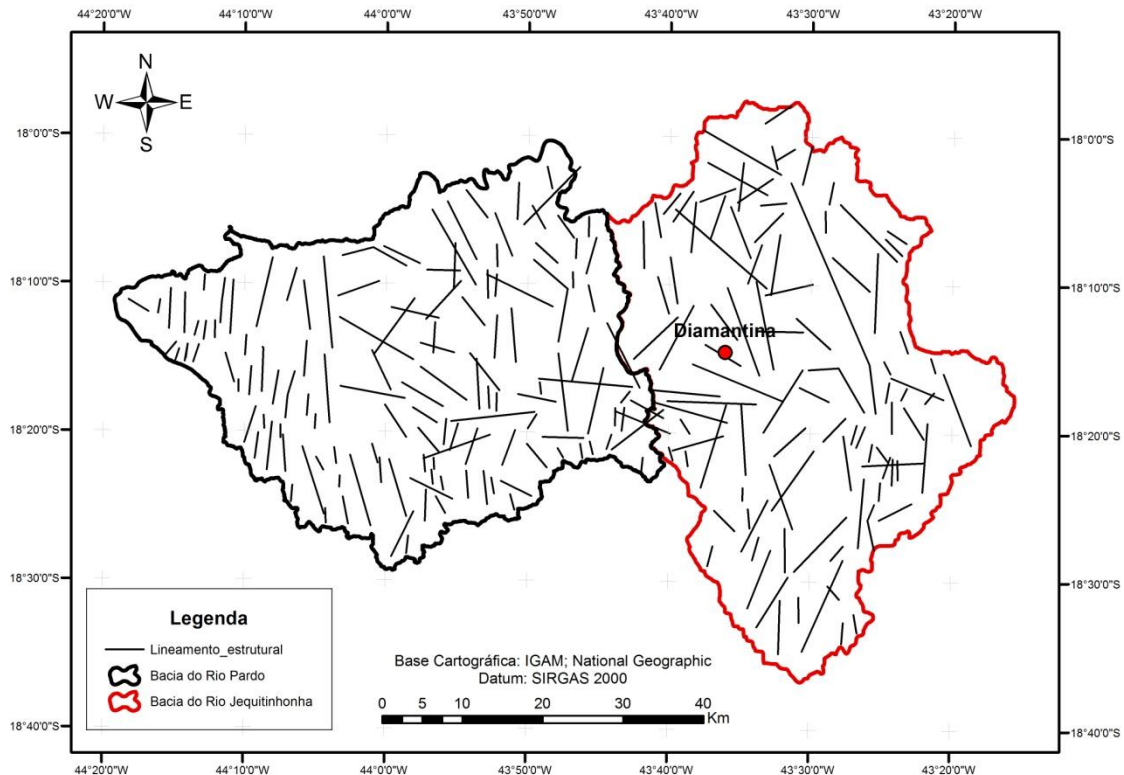 44°20'0"W 44°10'0"W 44°0'0"W 43°50'0"W 43°40'0"W 43°30'0"W 43°20'0"W
N
W E
S
18°0'0"S 18°0'0"S
18°10'0"S 18°10'0"S
Diamantina
18°20'0"S 18°20'0"S
18°30'0"S 18°30'0"S
Legenda
Lineamento_estrutural
Bacia do Rio Pardo
Bacia do Rio Jequitinhonha
Base Cartográfica: IGAM; National Geographic
Datum: SIRGAS 2000
0 5 10 20 30 40
Km
18°40'0"S 18°40'0"S
44°20'0"W 44°10'0"W 44°0'0"W 43°50'0"W 43°40'0"W 43°30'0"W 43°20'0"W